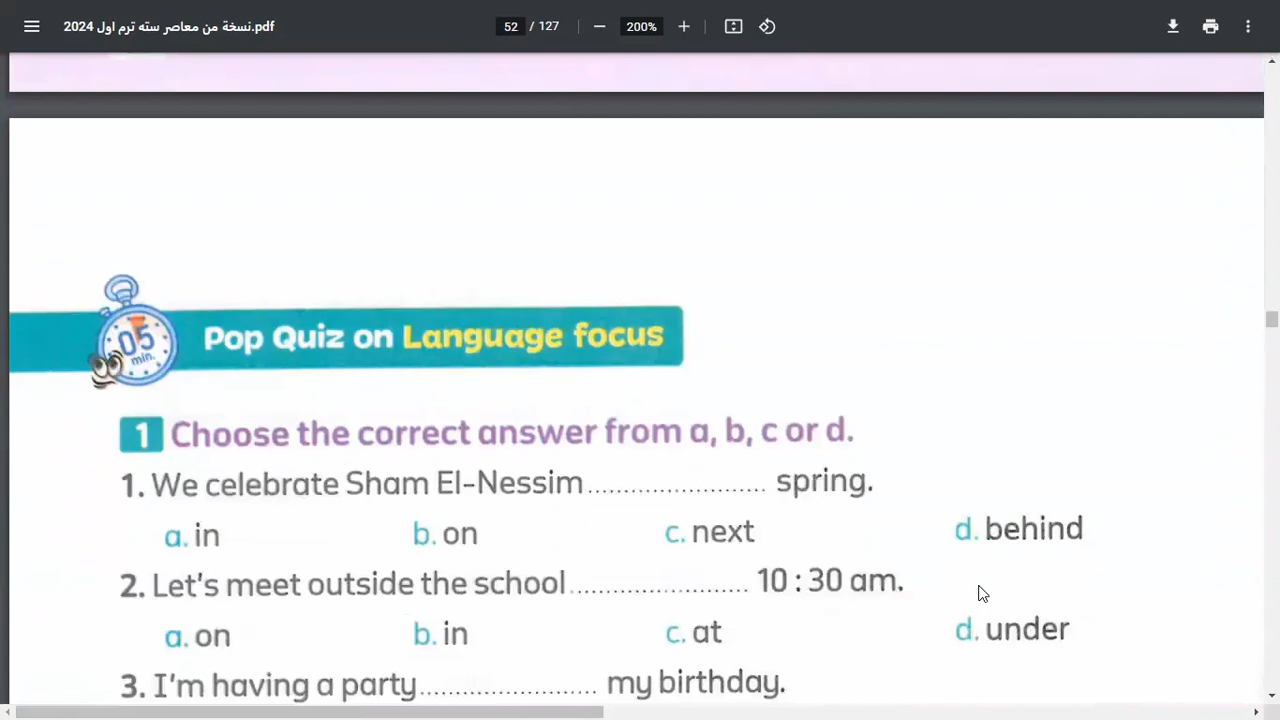 نسخة من معاصر سته ترم اول 2024.pdf
52 / 127
200%
05
min.
Pop Quiz on Language focus
1 Choose the correct answer from a, b, c or d.
1. We celebrate Sham El-Nessim ...................... spring.
a. in b. on c. next d. behind
2. Let's meet outside the school ...................... 10 : 30 am.
a. on b. in c. at d. under
3. I'm having a party ...................... my birthday.